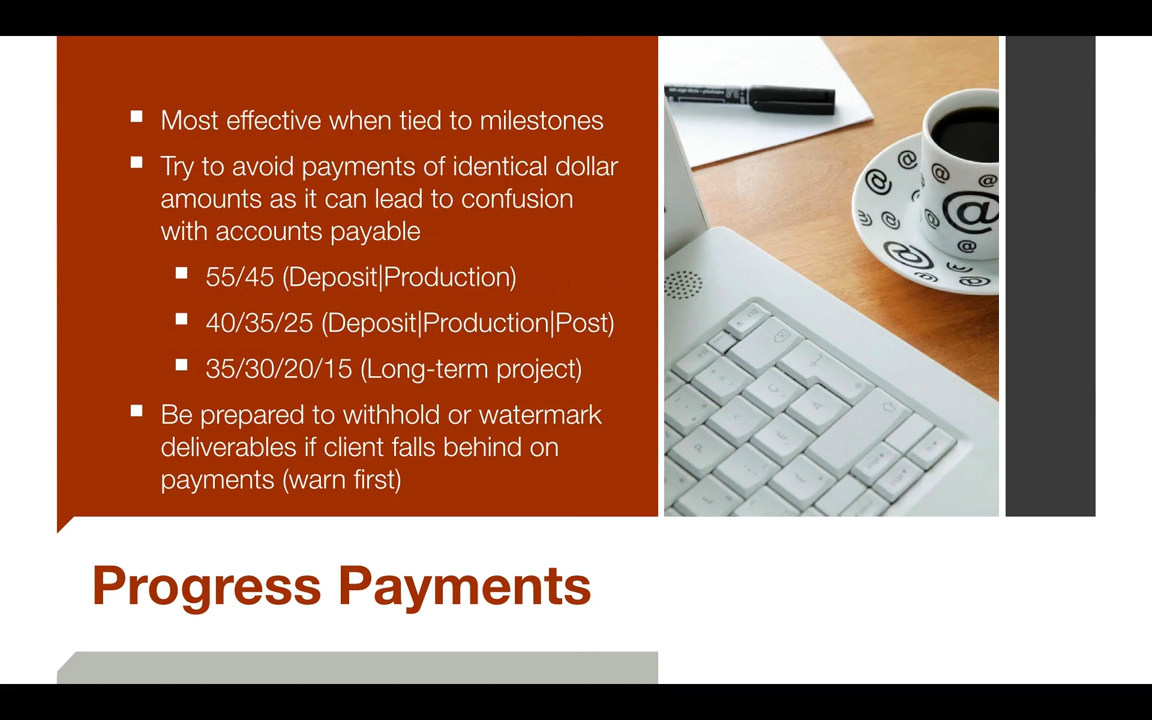 Most effective when tied to milestones
Try to avoid payments of identical dollar
amounts as it can lead to confusion
with accounts payable
55/45 (Deposit|Production)
40/35/25 (Deposit|Production|Post)
35/30/20/15 (Long-term project)
Be prepared to withhold or watermark
deliverables if client falls behind on
payments (warn first)
Progress Payments